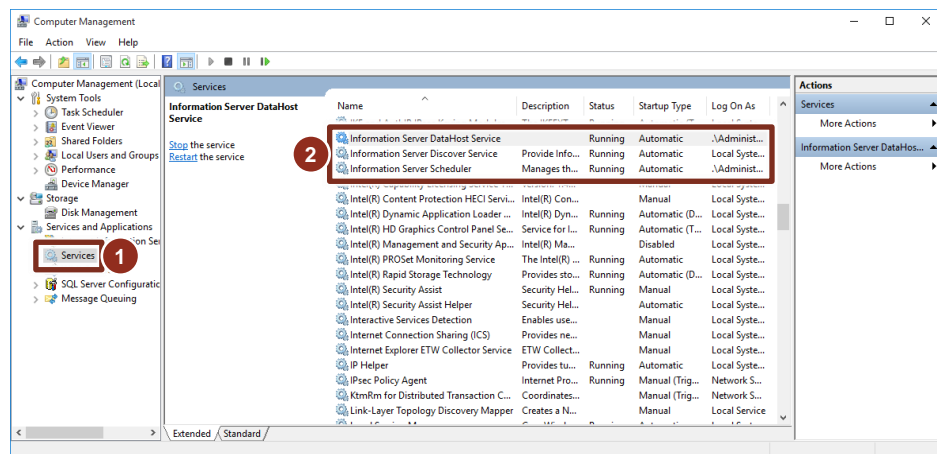 Computer Management
File Action View Help
Computer Management (Local
System Tools
Task Scheduler
Event Viewer
Shared Folders
Local Users and Groups
Performance
Device Manager
Storage
Disk Management
Services and Applications
Services
1
SQL Server Configuratic
Message Queuing
Services
Information Server DataHost
Service
Stop the service
Restart the service
2
Name Description Status Startup Type Log On As
Information Server DataHost Service Running Automatic .\Administ...
Information Server Discover Service Provide Info... Running Automatic Local Syste...
Information Server Scheduler Manages th... Running Automatic .\Administ...
Intel(R) Content Protection HECI Servi... Intel(R) Con... Manual Local Syste...
Intel(R) Dynamic Application Loader ... Intel(R) Dyn... Running Automatic (D... Local Syste...
Intel(R) HD Graphics Control Panel Se... Service for I... Running Automatic (T... Local Syste...
Intel(R) Management and Security Ap... Intel(R) Ma... Disabled Local Syste...
Intel(R) PROSet Monitoring Service The Intel(R) ... Running Automatic Local Syste...
Intel(R) Rapid Storage Technology Provides sto... Running Automatic (D... Local Syste...
Intel(R) Security Assist Security Hel... Running Manual Local Syste...
Intel(R) Security Assist Helper Security Hel... Automatic Local Syste...
Interactive Services Detection Enables use... Manual Local Syste...
Internet Connection Sharing (ICS) Provides ne... Manual Local Syste...
Internet Explorer ETW Collector Service ETW Collect... Manual Local Syste...
IP Helper Provides tu... Running Automatic Local Syste...
IPsec Policy Agent Internet Pro... Running Manual (Trig... Network S...
KtmRm for Distributed Transaction C... Coordinates... Manual (Trig... Network S...
Link-Layer Topology Discovery Mapper Creates a N... Manual Local Service
Extended Standard
Actions
Services
More Actions
Information Server DataHos...
More Actions